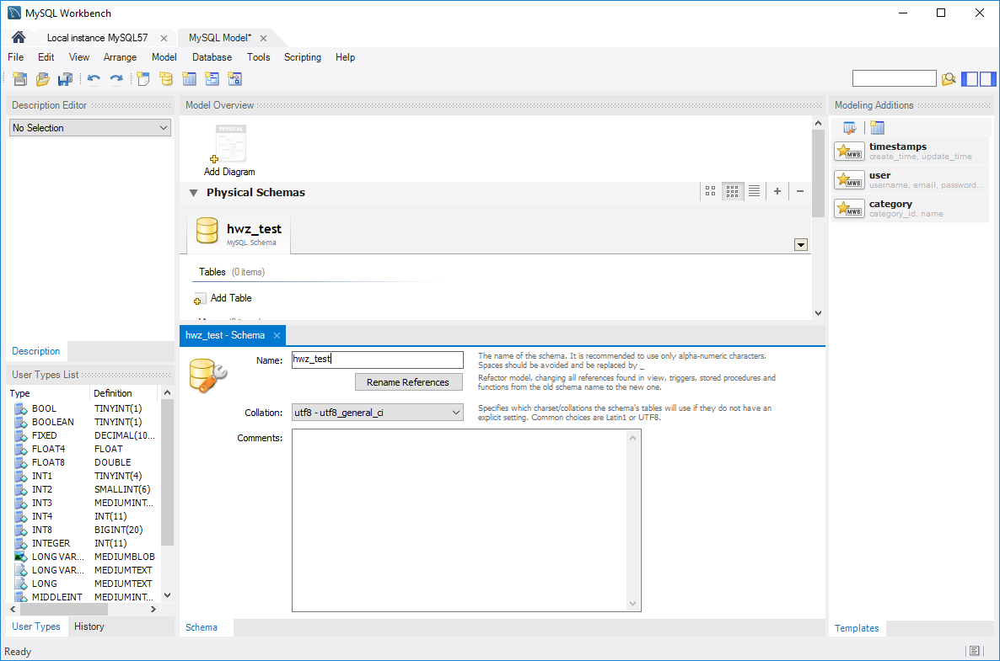 MySQL Workbench
Local instance MySQL57
MySQL Model*
File Edit View Arrange Model Database Tools Scripting Help
Description Editor
No Selection
Description
User Types List
Type Definition
BOOL TINYINT(1)
BOOLEAN TINYINT(1)
FIXED DECIMAL(10...
FLOAT4 FLOAT
FLOAT8 DOUBLE
INT1 TINYINT(4)
INT2 SMALLINT(6)
INT3 MEDIUMINT...
INT4 INT(11)
INT8 BIGINT(20)
INTEGER INT(11)
LONG VAR... MEDIUMBLOB
LONG VAR... MEDIUMTEXT
LONG MEDIUMTEXT
MIDDLEINT MEDIUMINT...
User Types History
Model Overview
PHYSICAL
Add Diagram
Physical Schemas
hwz_test
MySQL Schema
Tables (0 items)
Add Table
hwz_test - Schema
Name: hwz_test
The name of the schema. It is recommended to use only alpha-numeric characters.
Spaces should be avoided and be replaced by _
Rename References
Refactor model, changing all references found in view, triggers, stored procedures and
functions from the old schema name to the new one.
Collation: utf8 - utf8_general_ci
Specifies which charset/collations the schema's tables will use if they do not have an
explicit setting. Common choices are Latin1 or UTF8.
Comments:
Schema
Modeling Additions
MWB
timestamps
create_time, update_time
MWB
user
username, email, password...
MWB
category
category_id, name
Templates
Ready